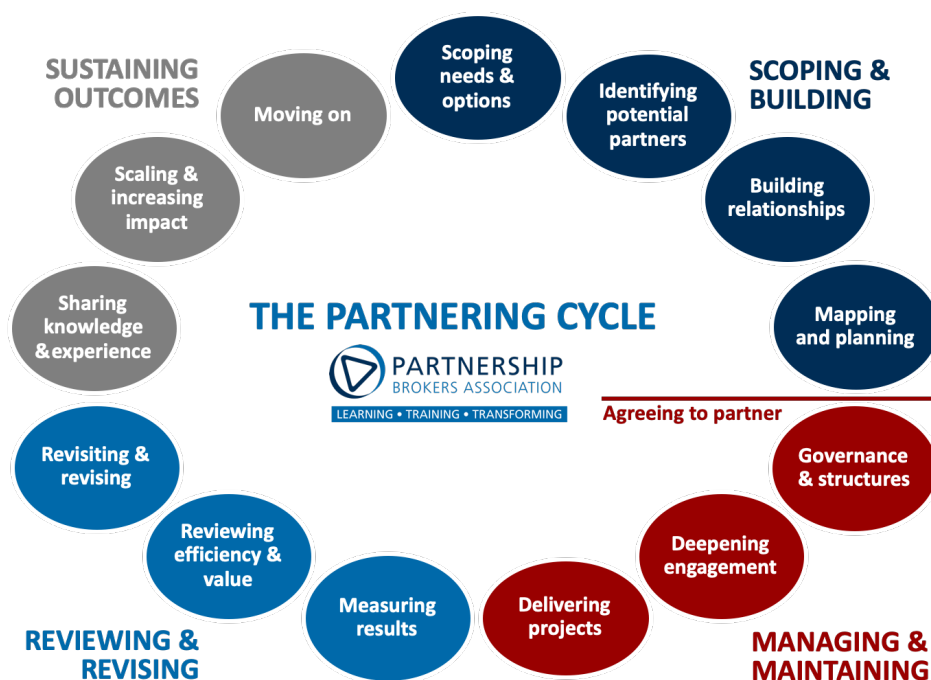 SUSTAINING
OUTCOMES
Moving on
Scoping
needs &
options
Identifying
potential
partners
SCOPING &
BUILDING
Scaling &
increasing
impact
Building
relationships
Sharing
knowledge
&experience
THE PARTNERING CYCLE
PARTNERSHIP
BROKERS ASSOCIATION
LEARNING • TRAINING • TRANSFORMING
Mapping
and planning
Agreeing to partner
Revisiting &
revising
Governance
& structures
Reviewing
efficiency &
value
Deepening
engagement
Measuring
results
Delivering
projects
REVIEWING &
REVISING
MANAGING &
MAINTAINING